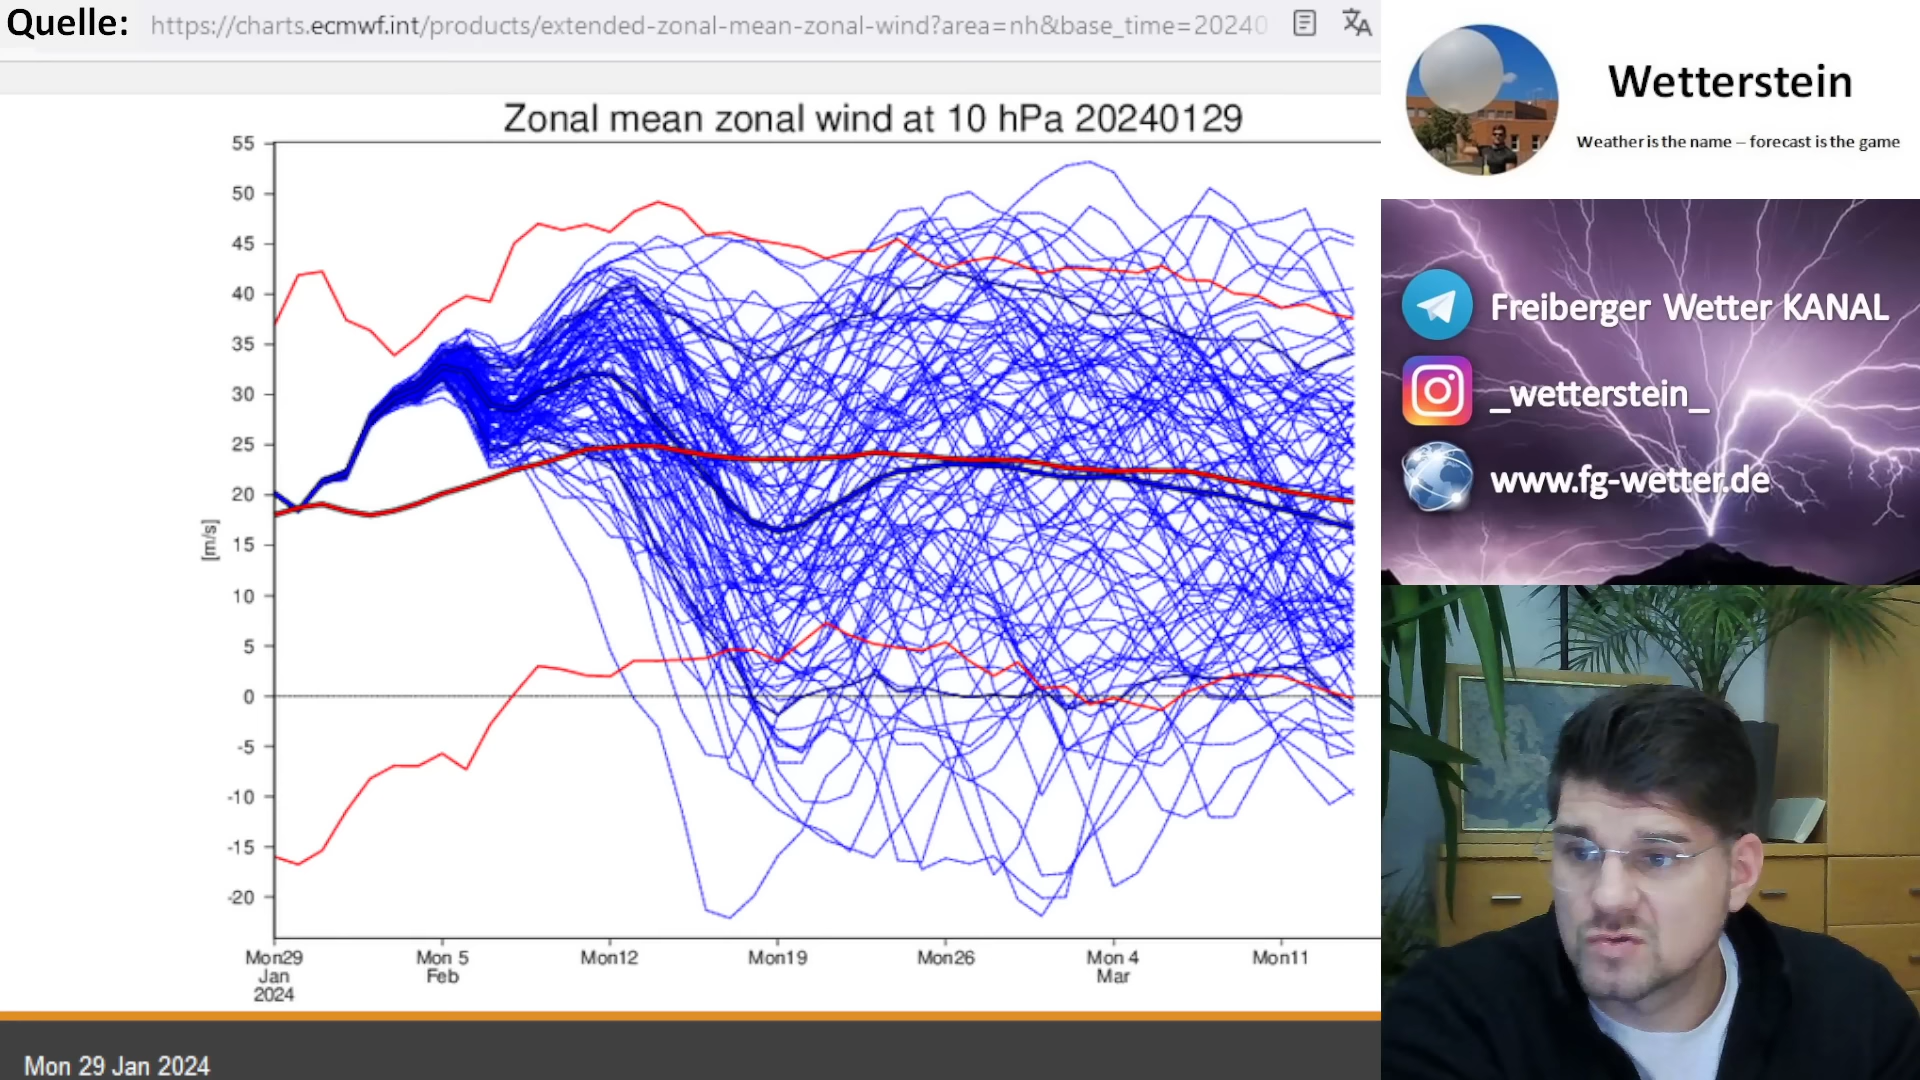 Quelle: https://charts.ecmwf.int/products/extended-zonal-mean-zonal-wind?area=nh&base_time=20240
Zonal mean zonal wind at 10 hPa 20240129
55
50
45
40
35
30
25
20
15
10
5
0
-5
-10
-15
-20
[m/s]
Mon29 Mon 5 Mon12 Mon19 Mon26 Mon 4 Mon11
Jan Feb Mar
2024
Mon 29 Jan 2024
Wetterstein
Weather is the name – forecast is the game
Freiberger Wetter KANAL
_wetterstein_
www.fg-wetter.de